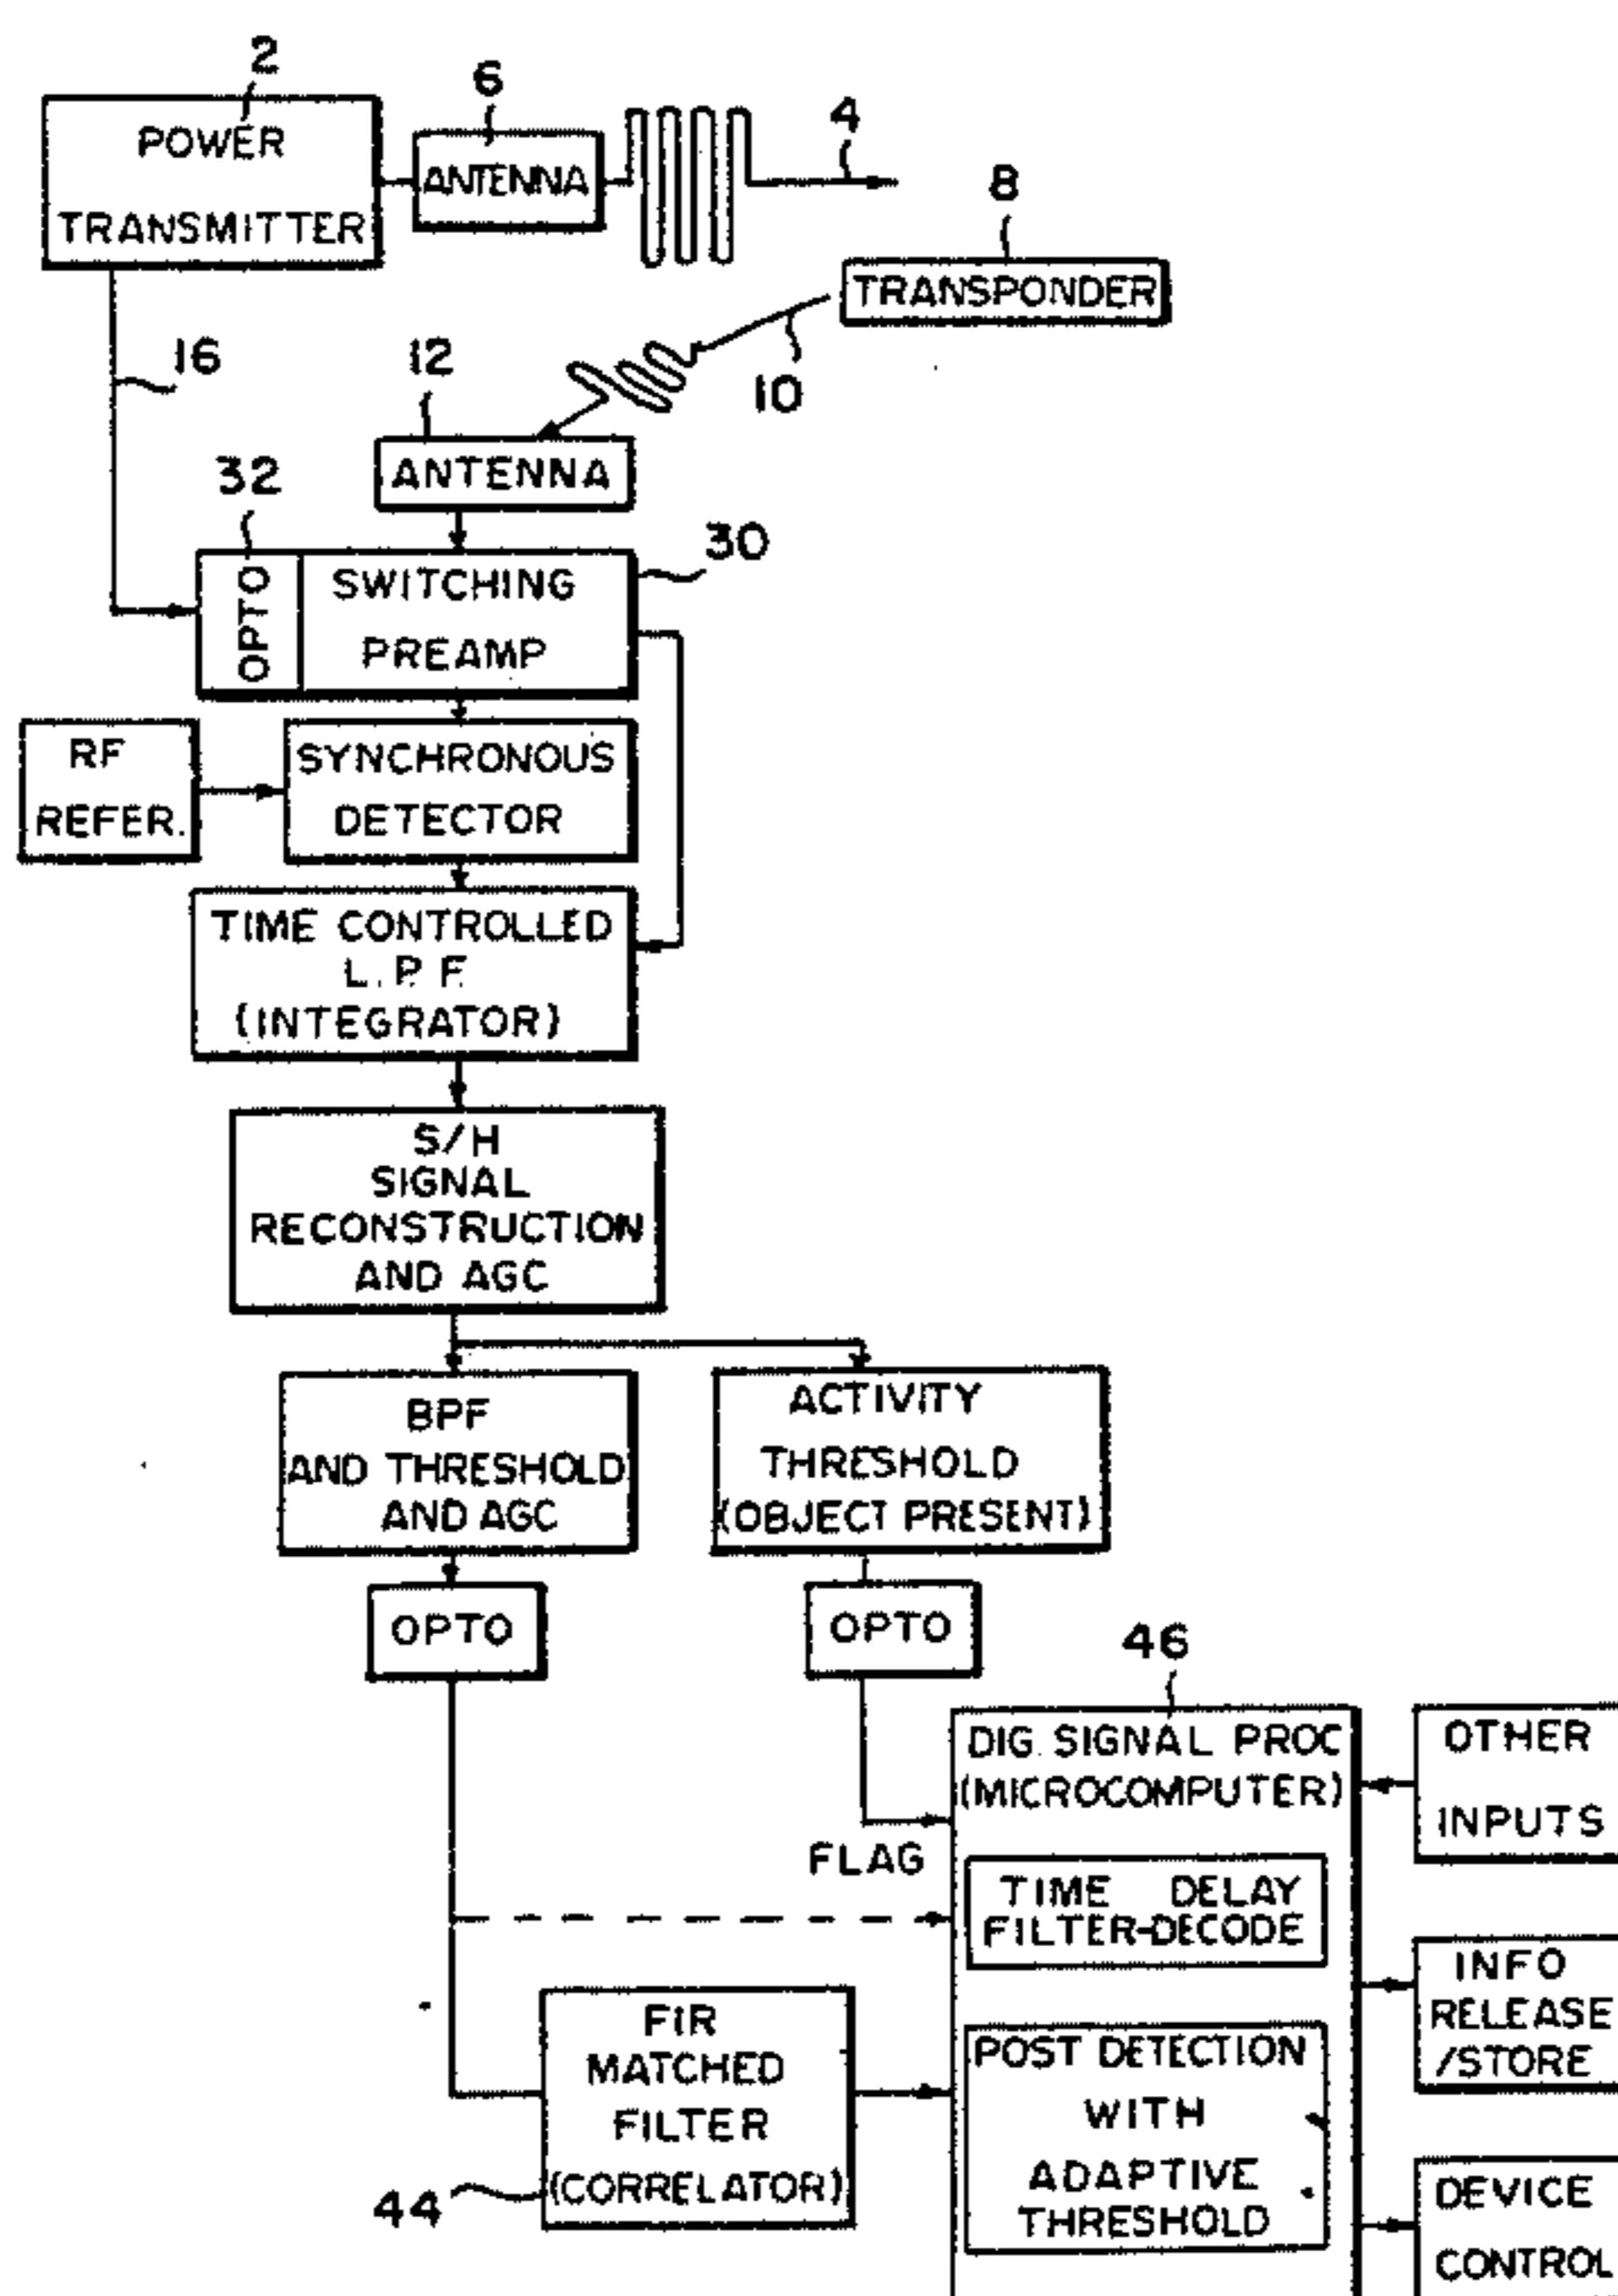 2
POWER
TRANSMITTER
6
ANTENNA
4
8
TRANSPONDER
10
16
12
ANTENNA
32
OPTO
SWITCHING
PREAMP
30
RF
REFER.
SYNCHRONOUS
DETECTOR
TIME CONTROLLED
L. P. F
(INTEGRATOR)
S/H
SIGNAL
RECONSTRUCTION
AND AGC
BPF
AND THRESHOLD
AND AGC
ACTIVITY
THRESHOLD
(OBJECT PRESENT)
OPTO
OPTO
46
DIG. SIGNAL PROC
(MICROCOMPUTER)
FLAG
TIME DELAY
FILTER-DECODE
POST DETECTION
WITH
ADAPTIVE
THRESHOLD
FIR
MATCHED
FILTER
(CORRELATOR)
44
OTHER
INPUTS
INFO
RELEASE
/STORE
DEVICE
CONTROL